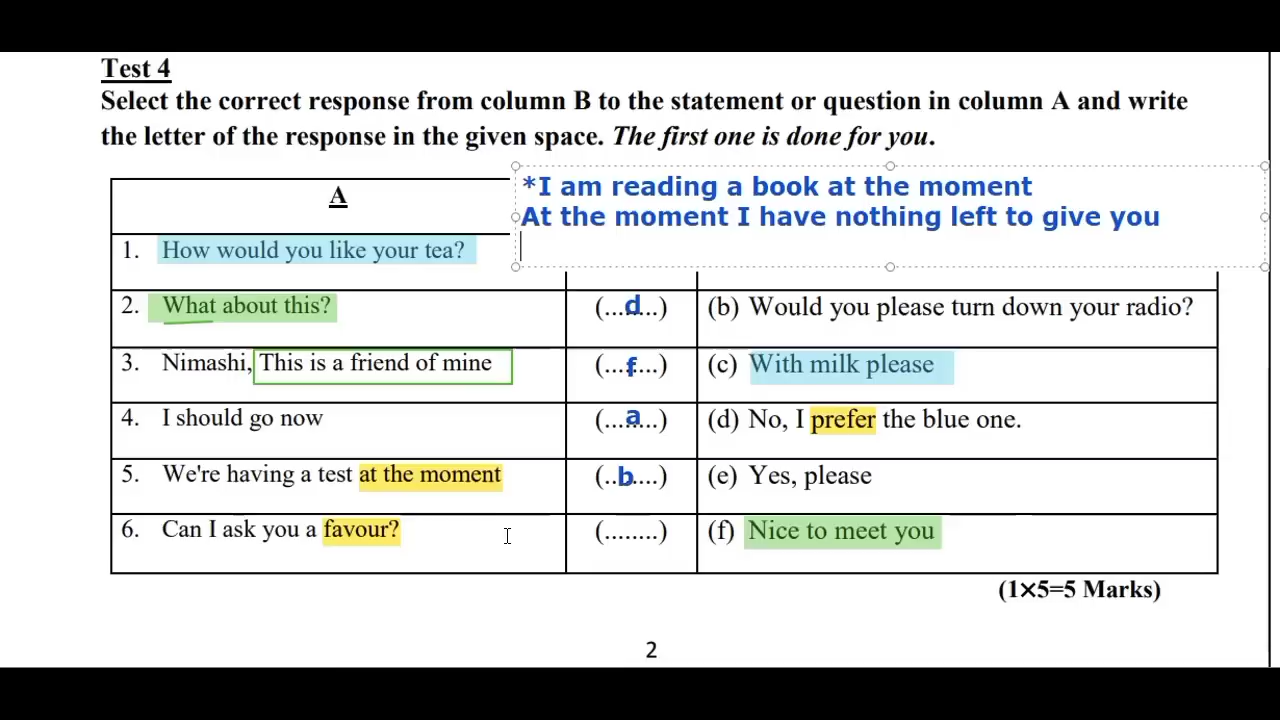 Test 4
Select the correct response from column B to the statement or question in column A and write
the letter of the response in the given space. The first one is done for you.
A
*I am reading a book at the moment
At the moment I have nothing left to give you
1. How would you like your tea?
2. What about this? (...d...) (b) Would you please turn down your radio?
3. Nimashi, This is a friend of mine (...f...) (c) With milk please
4. I should go now (...a...) (d) No, I prefer the blue one.
5. We're having a test at the moment (..b....) (e) Yes, please
6. Can I ask you a favour? (........) (f) Nice to meet you
(1×5=5 Marks)
2